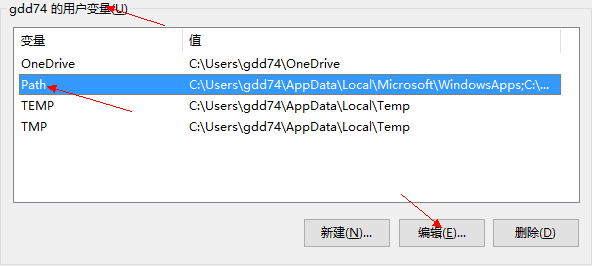 gdd74 的用户变量(U)
变量 值
OneDrive C:\Users\gdd74\OneDrive
Path C:\Users\gdd74\AppData\Local\Microsoft\WindowsApps;C:\...
TEMP C:\Users\gdd74\AppData\Local\Temp
TMP C:\Users\gdd74\AppData\Local\Temp
新建(N)... 编辑(E)... 删除(D)